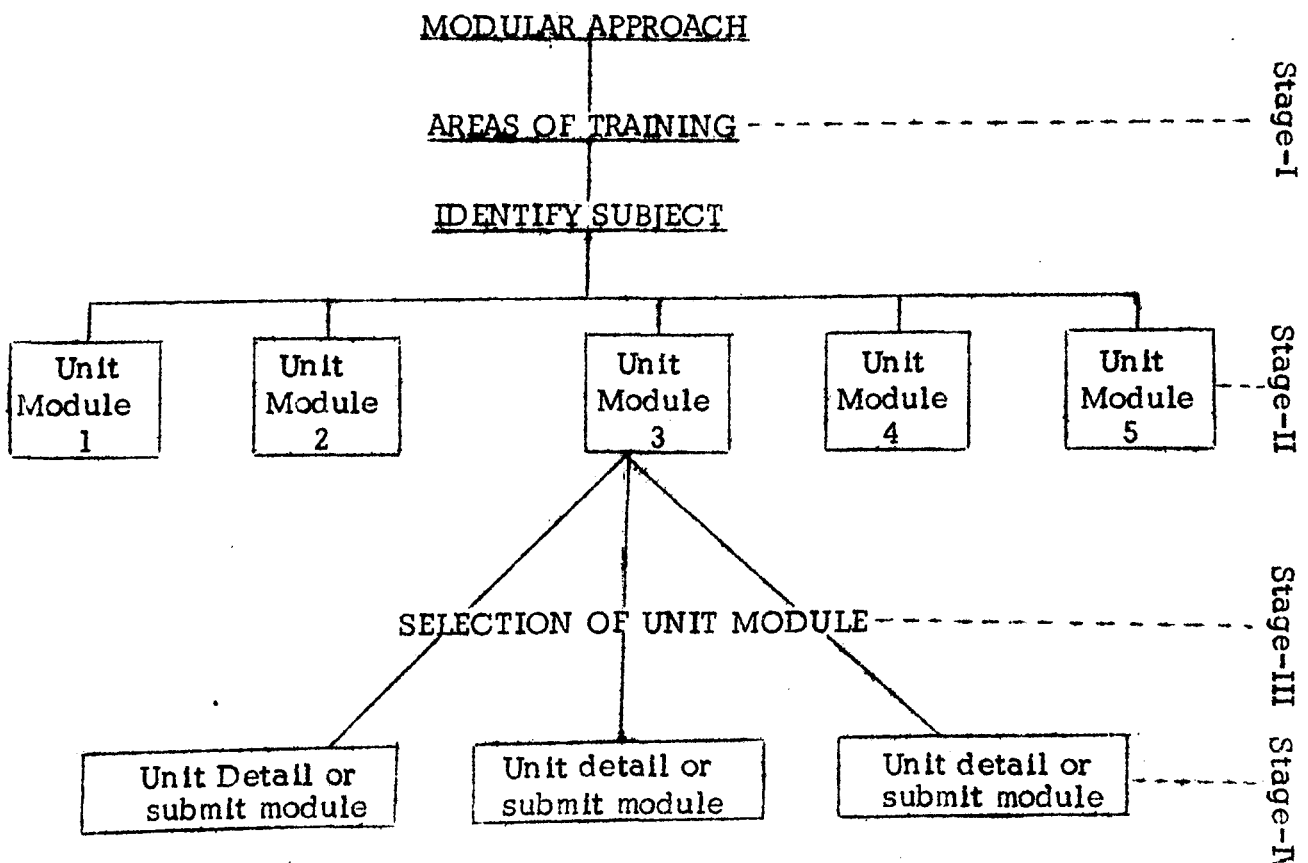 MODULAR APPROACH
AREAS OF TRAINING
Stage-I
IDENTIFY SUBJECT
Unit
Module
1
Unit
Module
2
Unit
Module
3
Unit
Module
4
Unit
Module
5
Stage-II
SELECTION OF UNIT MODULE
Stage-III
Unit Detail or
submit module
Unit detail or
submit module
Unit detail or
submit module
Stage-IV